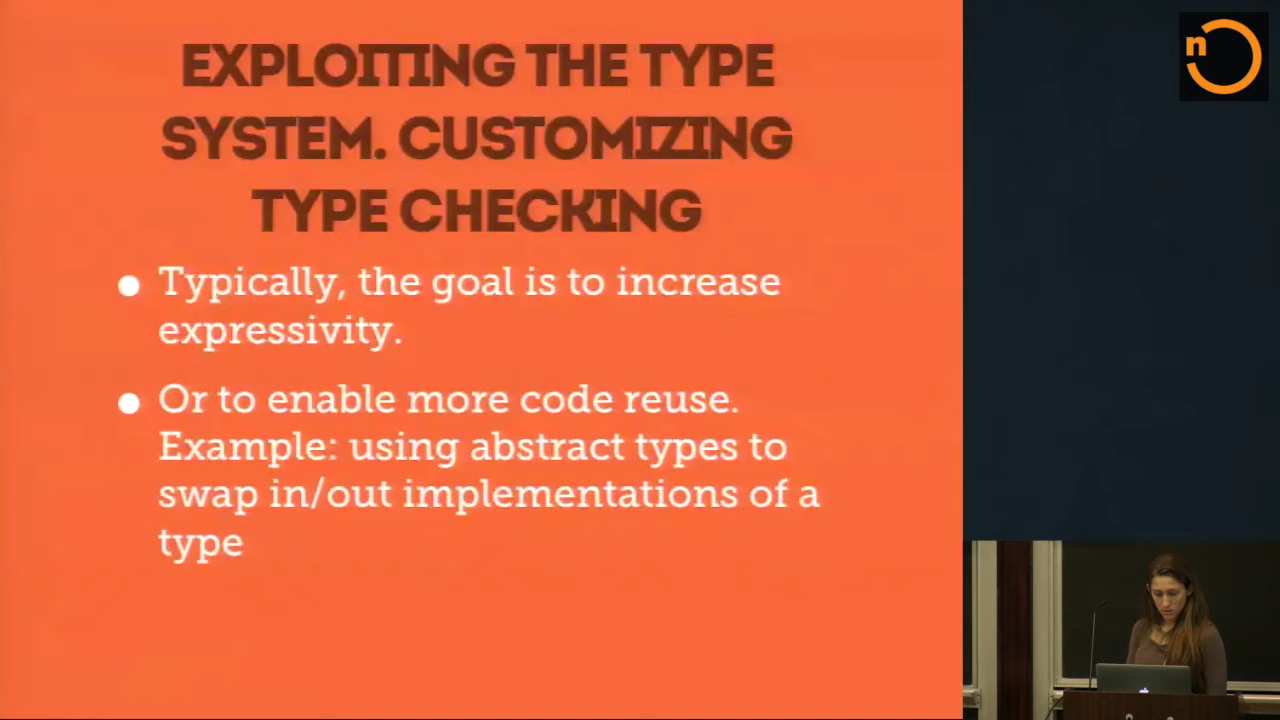 n
EXPLOITING THE TYPE
SYSTEM. CUSTOMIZING
TYPE CHECKING
● Typically, the goal is to increase
expressivity.
● Or to enable more code reuse.
Example: using abstract types to
swap in/out implementations of a
type